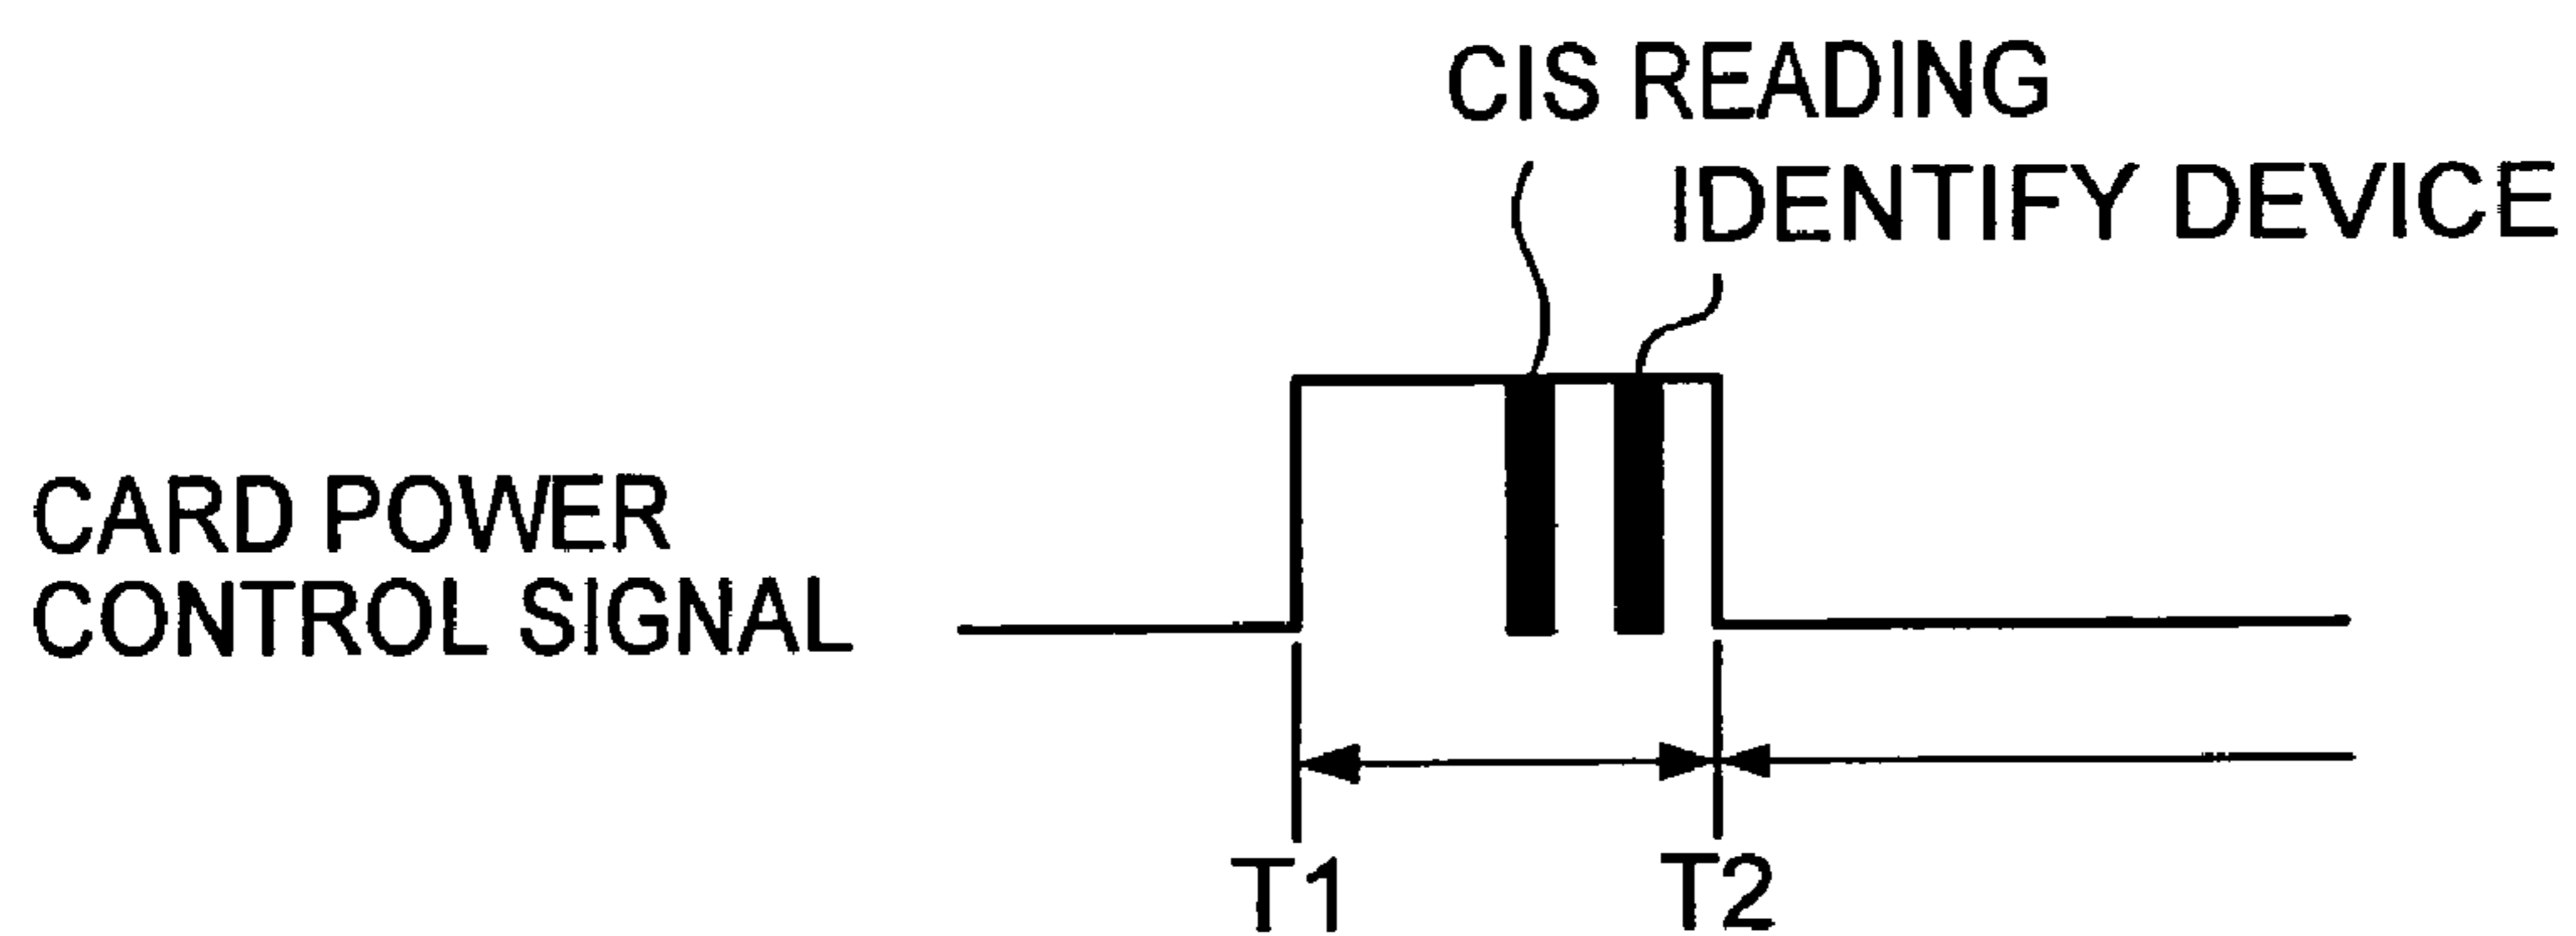 CIS READING
IDENTIFY DEVICE
CARD POWER
CONTROL SIGNAL
T1
T2